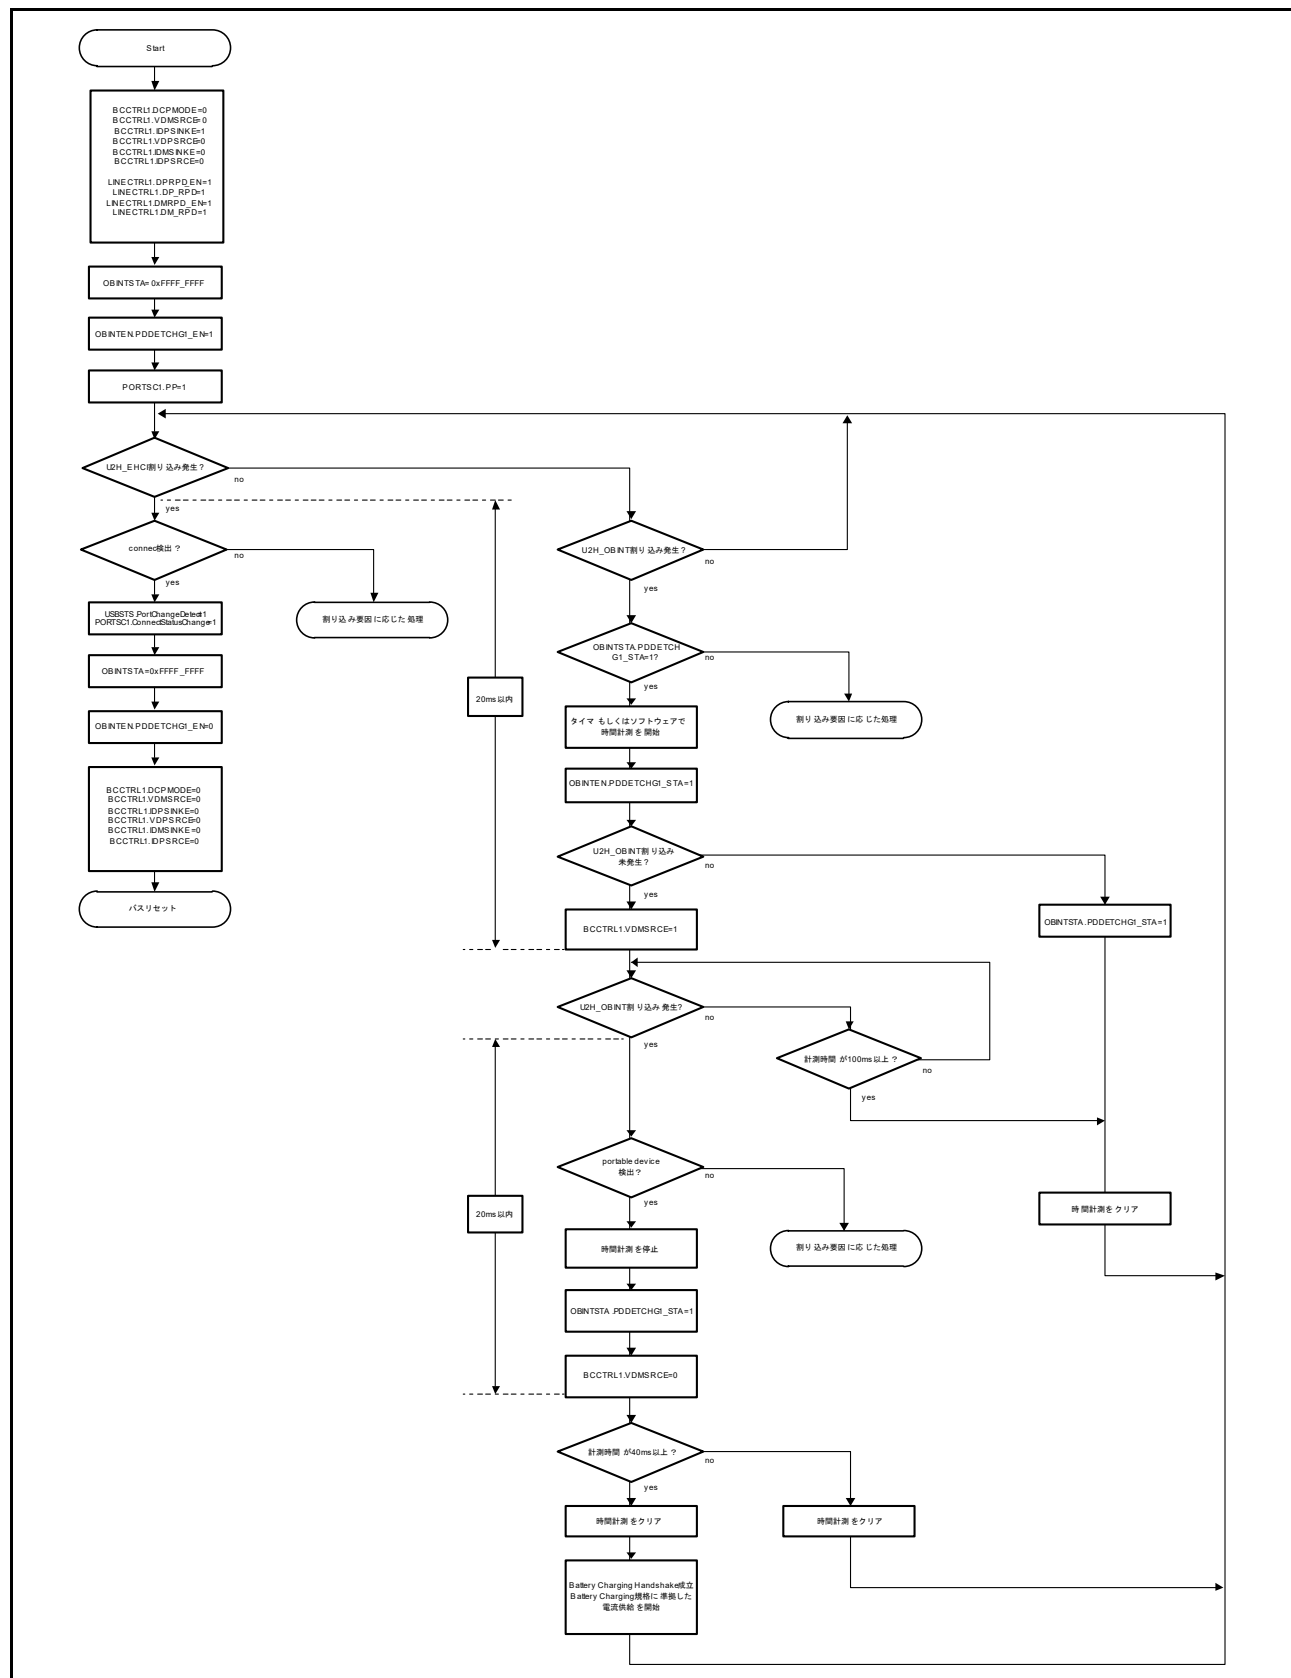 Start
BCCTRL1.DCPMODE=0
BCCTRL1.VDMSRCE=0
BCCTRL1.IDPSINKE=1
BCCTRL1.VDPSRCE=0
BCCTRL1.IDMSINKE=0
BCCTRL1.IDPSRCE=0
LINECTRL1.DPRPD_EN=1
LINECTRL1.DP_RPD=1
LINECTRL1.DMRPD_EN=1
LINECTRL1.DM_RPD=1
OBINTSTA=0xFFFF_FFFF
OBINTEN.PDDETCHG1_EN=1
PORTSC1.PP=1
U2H_EHCI割り込み発生？
no
yes
connec検出？
no
yes
USBSTS.PortChangeDetect=1
PORTSC1.ConnectStatusChange=1
割り込み要因に応じた処理
OBINTSTA=0xFFFF_FFFF
OBINTEN.PDDETCHG1_EN=0
BCCTRL1.DCPMODE=0
BCCTRL1.VDMSRCE=0
BCCTRL1.IDPSINKE=0
BCCTRL1.VDPSRCE=0
BCCTRL1.IDMSINKE=0
BCCTRL1.IDPSRCE=0
バスリセット
20ms以内
U2H_OBINT割り込み発生？
no
yes
OBINTSTA.PDDETCH
G1_STA=1?
no
yes
割り込み要因に応じた処理
タイマ もしくはソフトウェアで
時間計測を開始
OBINTEN.PDDETCHG1_STA=1
U2H_OBINT割り込み
未発生？
no
yes
BCCTRL1.VDMSRCE=1
OBINTSTA.PDDETCHG1_STA=1
U2H_OBINT割り込み発生?
no
yes
計測時間が100ms以上？
no
yes
portable device
検出？
no
yes
20ms以内
時間計測をクリア
時間計測を停止
割り込み要因に応じた処理
OBINTSTA.PDDETCHG1_STA=1
BCCTRL1.VDMSRCE=0
計測時間が40ms以上？
no
yes
時間計測をクリア
時間計測をクリア
Battery Charging Handshake成立
Battery Charging規格に準拠した
電流供給を開始